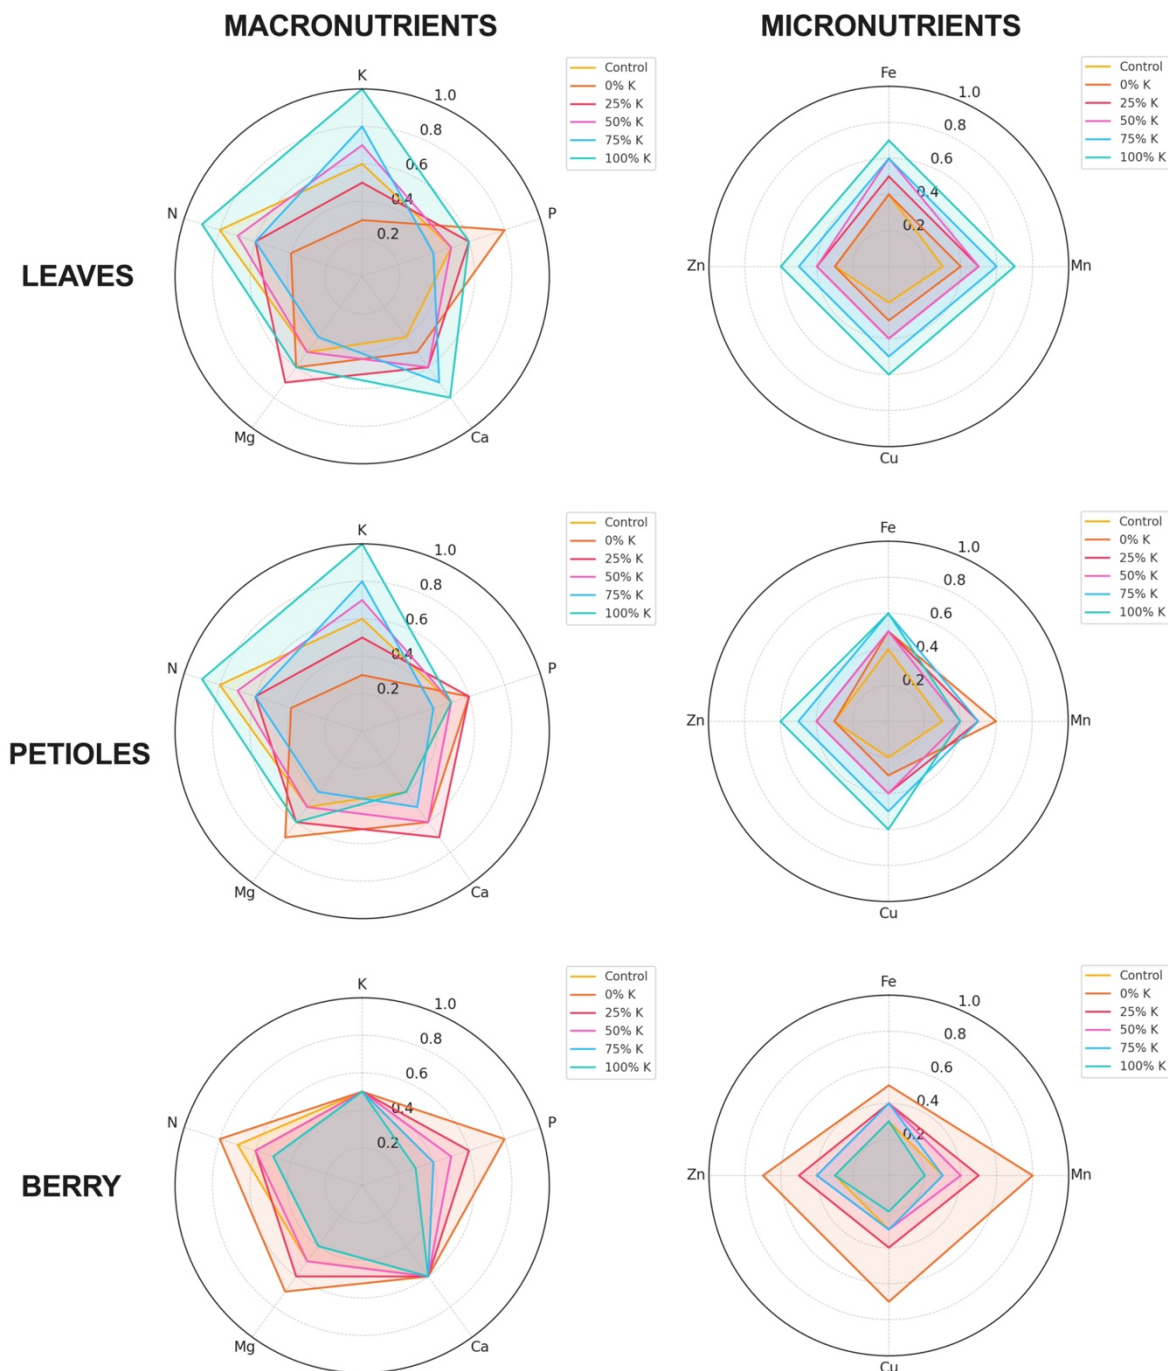 MACRONUTRIENTS
MICRONUTRIENTS
LEAVES
K
P
Ca
Mg
N
0.2
0.4
0.6
0.8
1.0
Control
0% K
25% K
50% K
75% K
100% K
Fe
Mn
Cu
Zn
0.2
0.4
0.6
0.8
1.0
Control
0% K
25% K
50% K
75% K
100% K
PETIOLES
K
P
Ca
Mg
N
0.2
0.4
0.6
0.8
1.0
Control
0% K
25% K
50% K
75% K
100% K
Fe
Mn
Cu
Zn
0.2
0.4
0.6
0.8
1.0
Control
0% K
25% K
50% K
75% K
100% K
BERRY
K
P
Ca
Mg
N
0.2
0.4
0.6
0.8
1.0
Control
0% K
25% K
50% K
75% K
100% K
Fe
Mn
Cu
Zn
0.2
0.4
0.6
0.8
1.0
Control
0% K
25% K
50% K
75% K
100% K